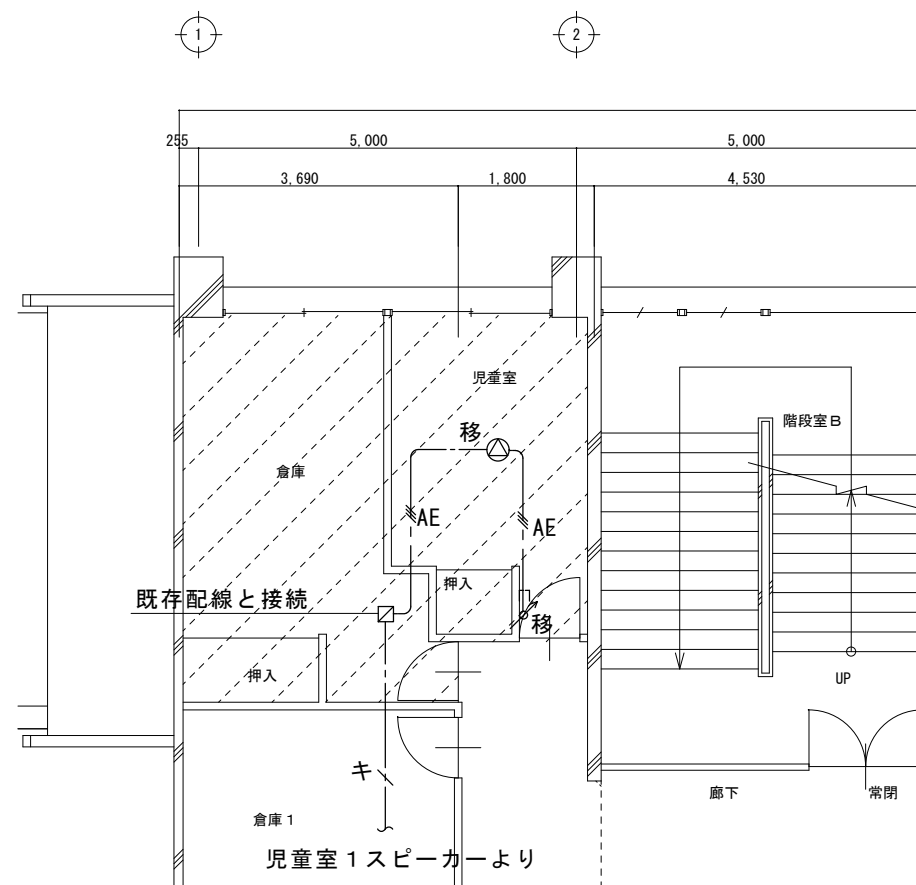 1
2
255
5,000
5,000
3,690
1,800
4,530
児童室
移
階段室B
倉庫
AE
AE
押入
既存配線と接続
移
押入
UP
キ
廊下
常閉
倉庫1
児童室1スピーカーより